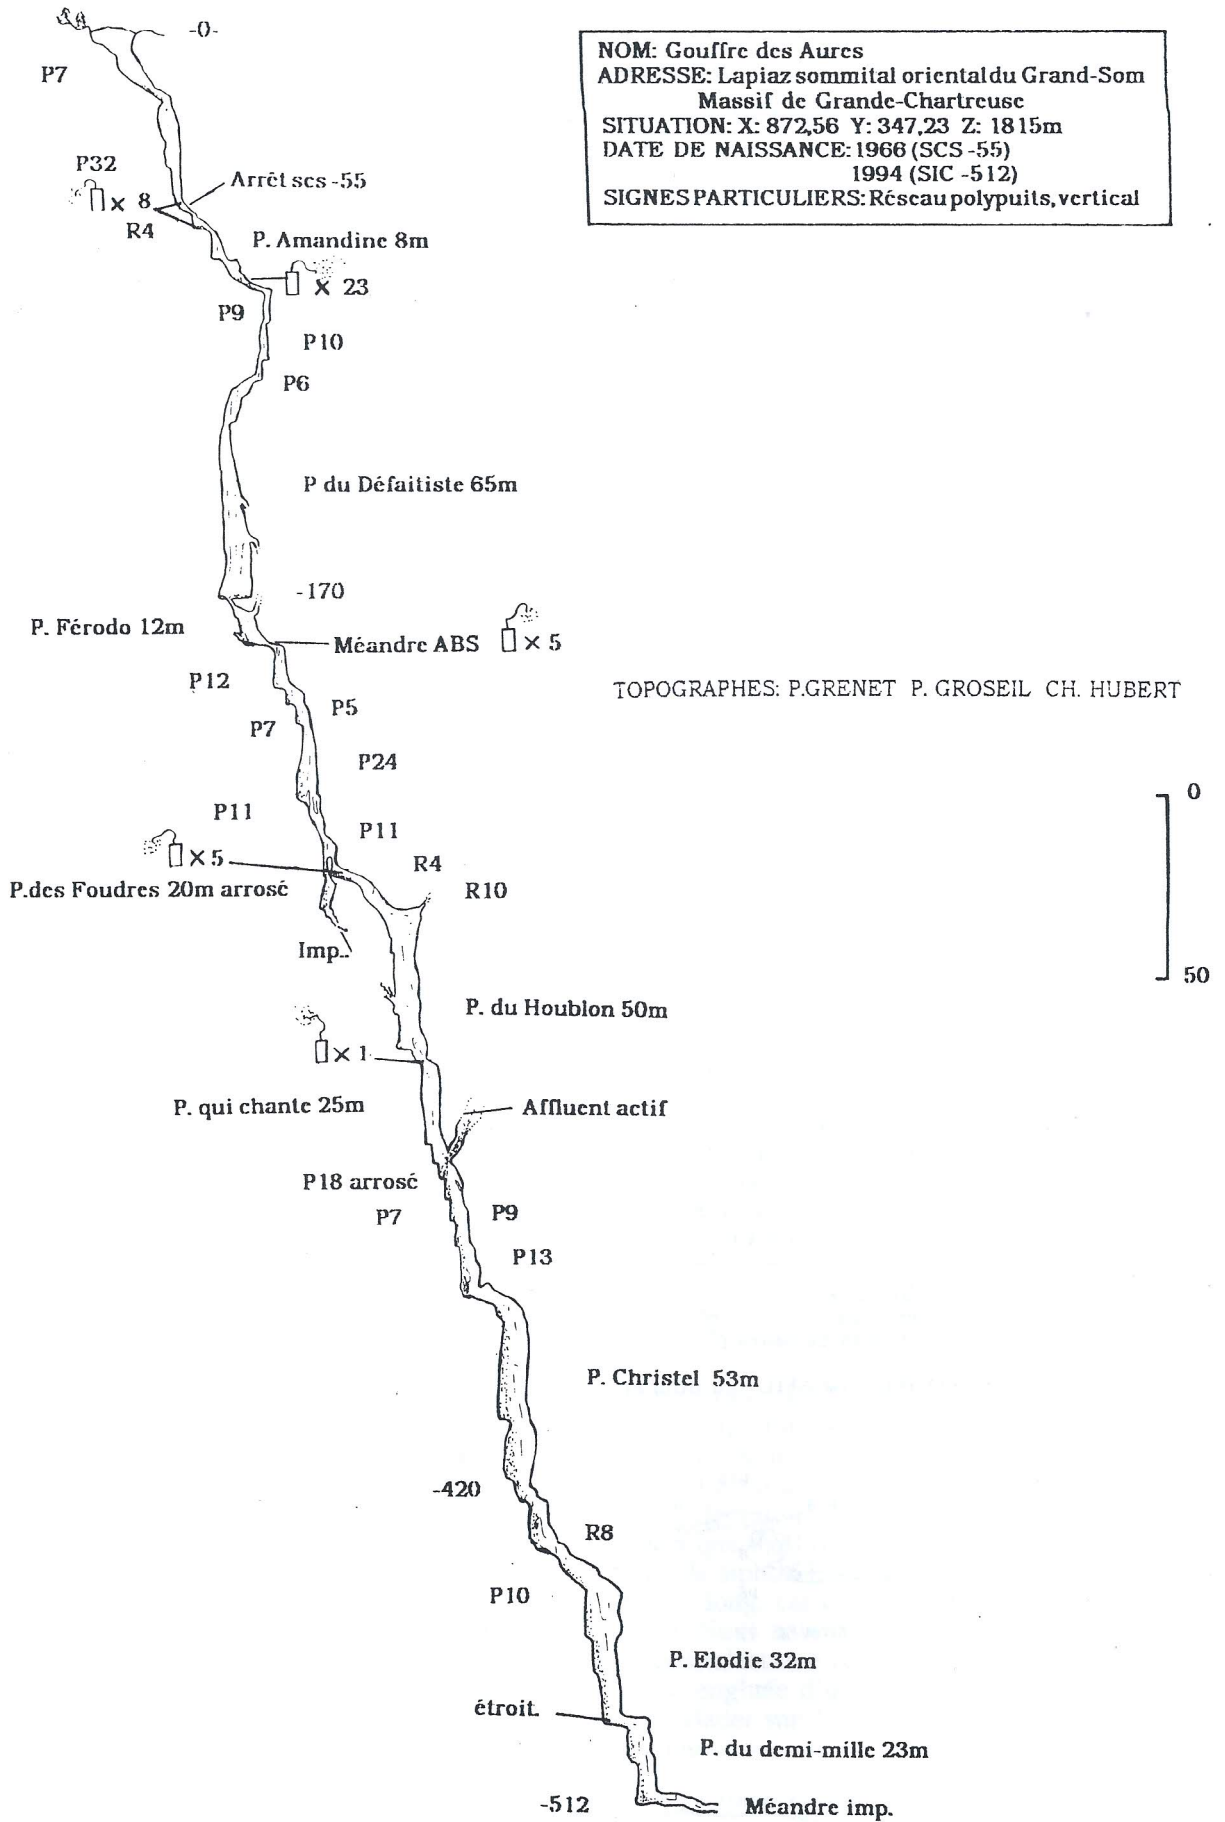 -0-
NOM: Gouffre des Aures
ADRESSE: Lapiaz sommital oriental du Grand-Som
Massif de Grande-Chartreuse
SITUATION: X: 872,56 Y: 347,23 Z: 1815m
DATE DE NAISSANCE: 1966 (SCS -55)
1994 (SIC -512)
SIGNES PARTICULIERS: Réseau polypuits, vertical
P7
P32
Arrêt scs -55
x 8
R4
P. Amandine 8m
x 23
P9
P10
P6
P du Défaitiste 65m
-170
P. Férodo 12m
Méandre ABS
x 5
P12
TOPOGRAPHES: P.GRENET P. GROSEIL CH. HUBERT
P5
P7
P24
0
P11
P11
x 5
R4
P.des Foudres 20m arrosé
R10
Imp..
50
P. du Houblon 50m
x 1
P. qui chante 25m
Affluent actif
P18 arrosé
P7
P9
P13
P. Christel 53m
-420
R8
P10
P. Elodie 32m
étroit.
P. du demi-mille 23m
-512
Méandre imp.